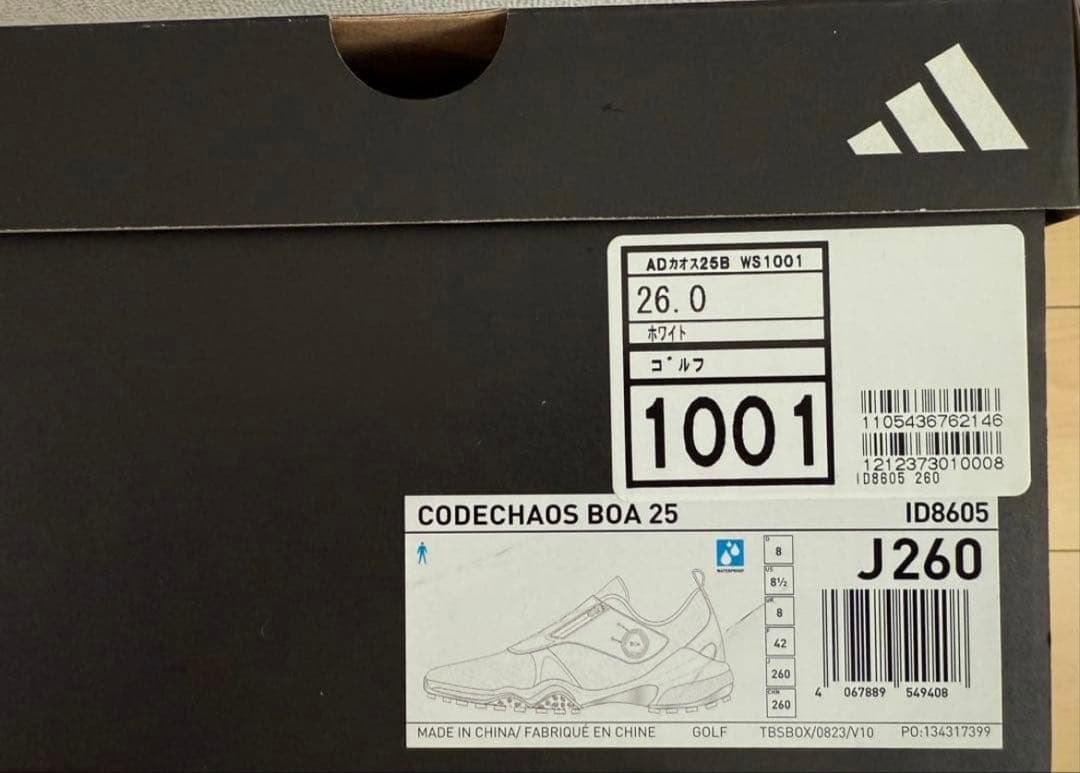 ADカオス25B WS1001
26.0
ホワイト
ゴルフ
1001
1105436762146
1212373010008
ID8605 260
CODECHAOS BOA 25 ID8605
J260
WATERPROOF
D 8
US 8½
UK 8
F 42
J 260
CHN 260
4 067889 549408
MADE IN CHINA/ FABRIQUÉ EN CHINE GOLF TBSBOX/0823/V10 PO:134317399